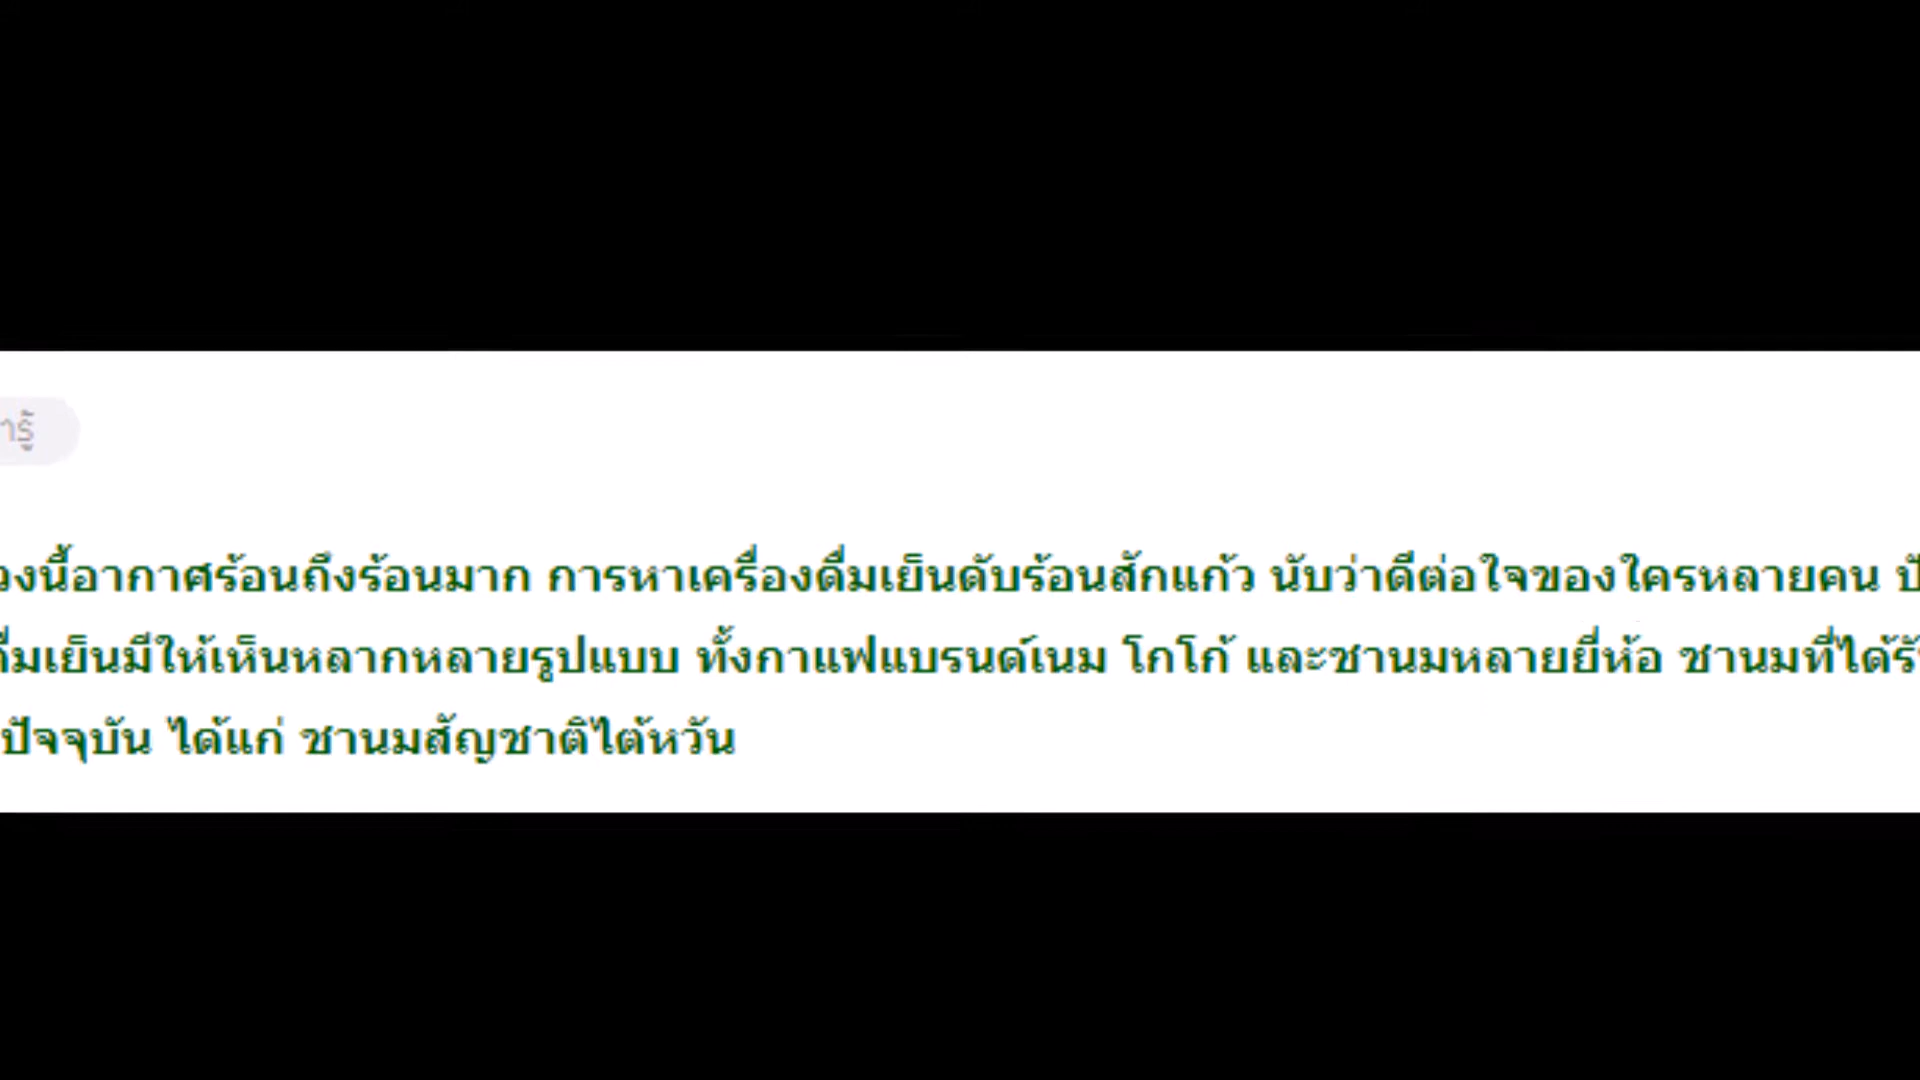 ารู้
วงนี้อากาศร้อนถึงร้อนมาก การหาเครื่องดื่มเย็นดับร้อนสักแก้ว นับว่าดีต่อใจของใครหลายคน
ดื่มเย็นมีให้เห็นหลากหลายรูปแบบ ทั้งกาแฟแบรนด์เนม โกโก้ และชานมหลายยี่ห้อ ชานมที่ได้รั
ปัจจุบัน ได้แก่ ชานมสัญชาติไต้หวัน